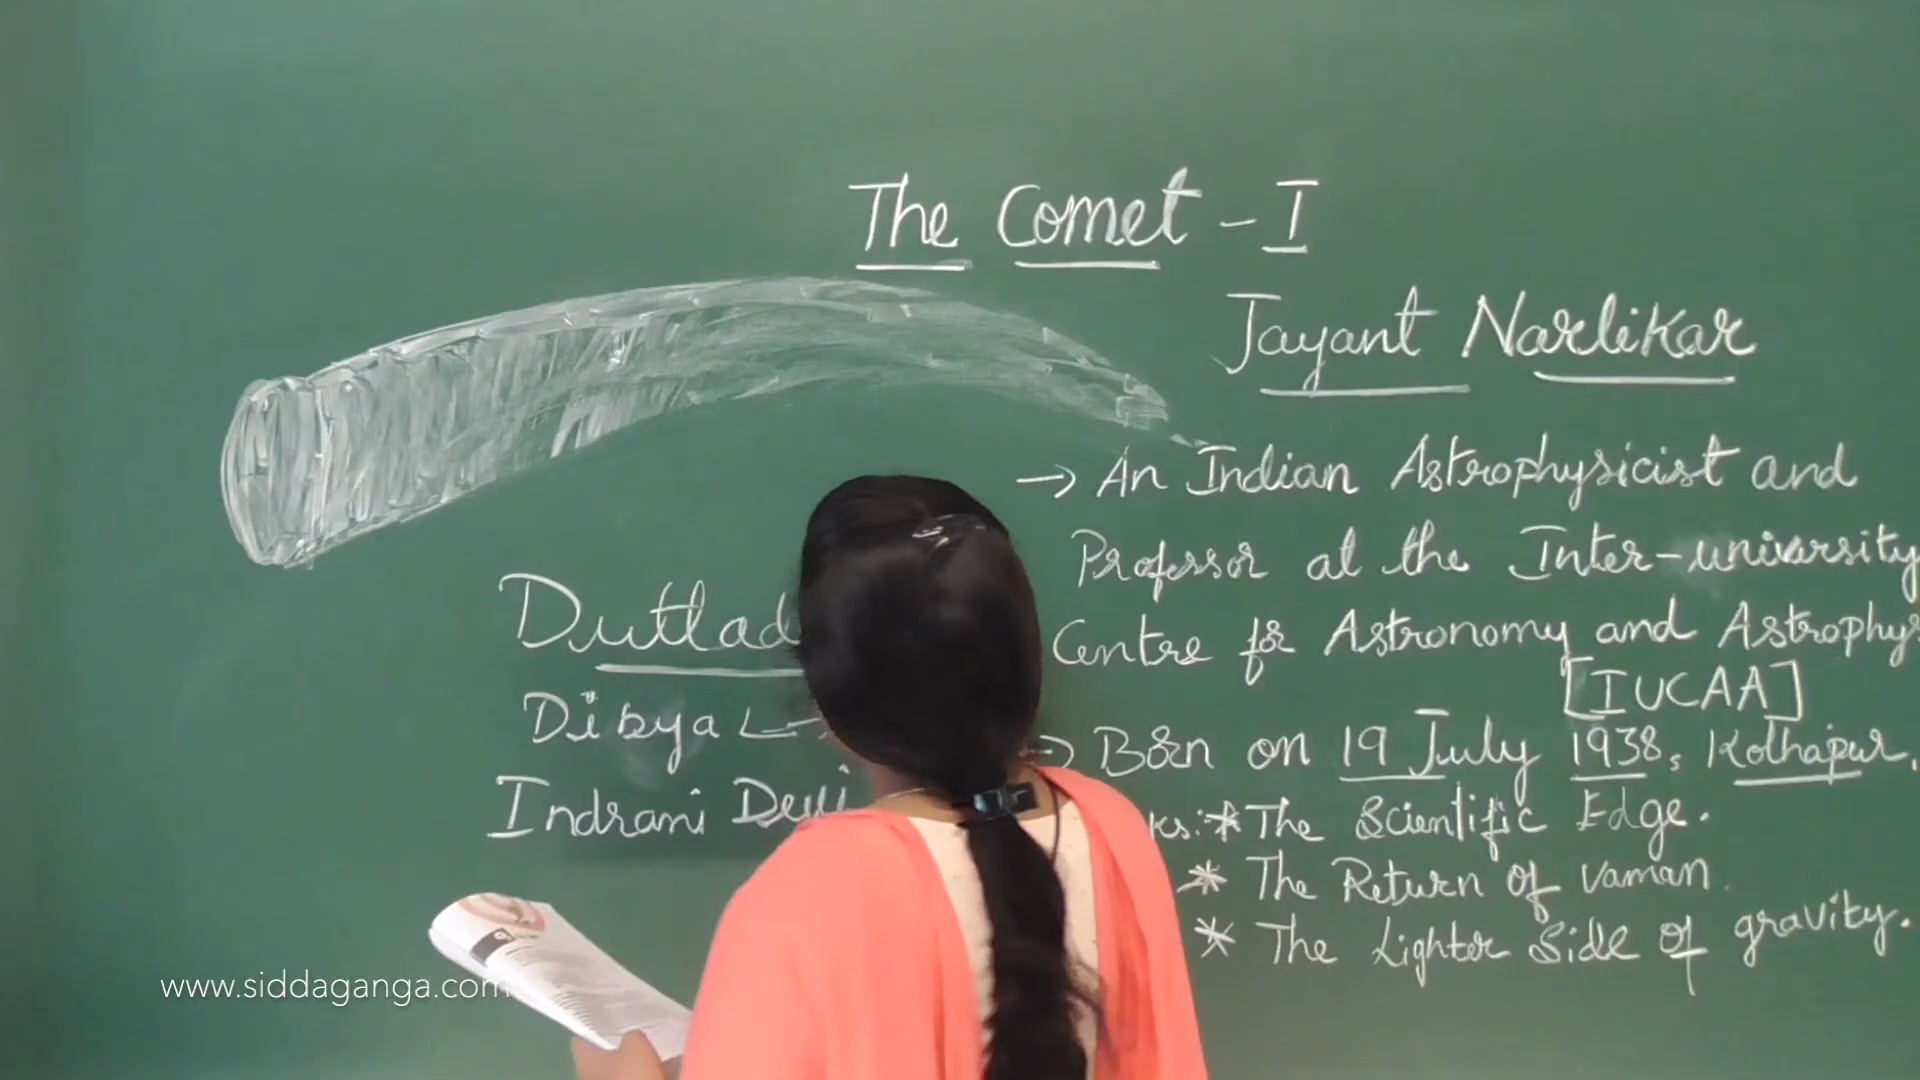 The Comet - I
Jayant Narlikar
→ An Indian Astrophysicist and
Professor at the Inter-university
Centre for Astronomy and Astrophys
[IUCAA]
→ Born on 19 July 1938, Kolhapur.
ks: * The Scientific Edge.
* The Return of Vaman.
* The Lighter Side of gravity.
Duttad
Dibya
Indrani Devi
www.siddaganga.com